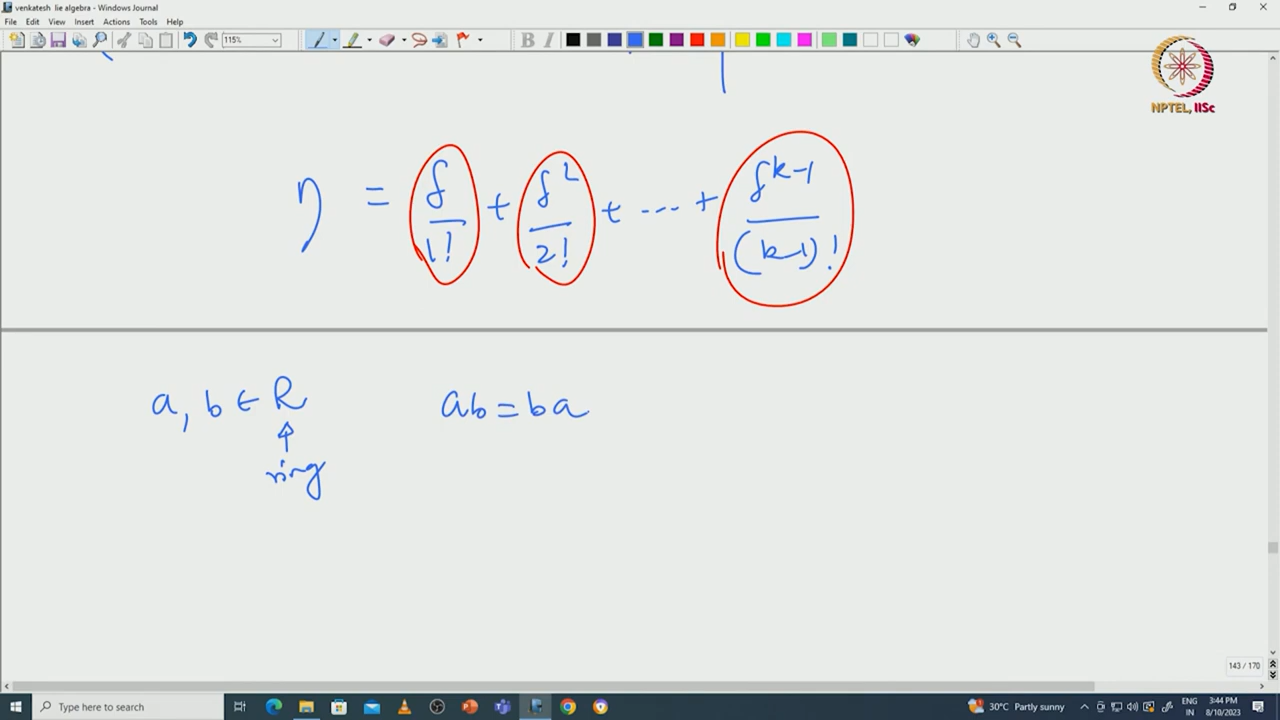 venkatesh lie algebra - Windows Journal
File Edit View Insert Actions Tools Help
115%
B I
NPTEL, IISc
η = f/1! + f²/2! + ---- + f^(k-1)/(k-1)!
a, b ∈ R ab = ba
↑
ring
143 / 170
Type here to search
30°C Partly sunny
ENG
IN
3:44 PM
8/10/2023